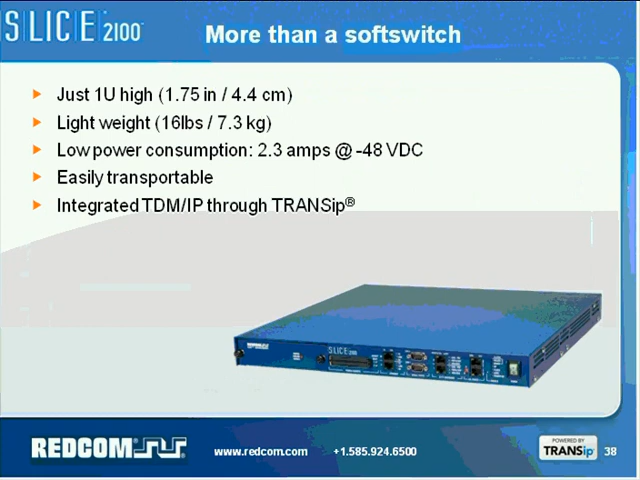 SLICE 2100™
More than a softswitch
Just 1U high (1.75 in / 4.4 cm)
Light weight (16lbs / 7.3 kg)
Low power consumption: 2.3 amps @ -48 VDC
Easily transportable
Integrated TDM/IP through TRANSip®
SLICE 2100
REDCOM
www.redcom.com
+1.585.924.6500
POWERED BY
TRANSip
38